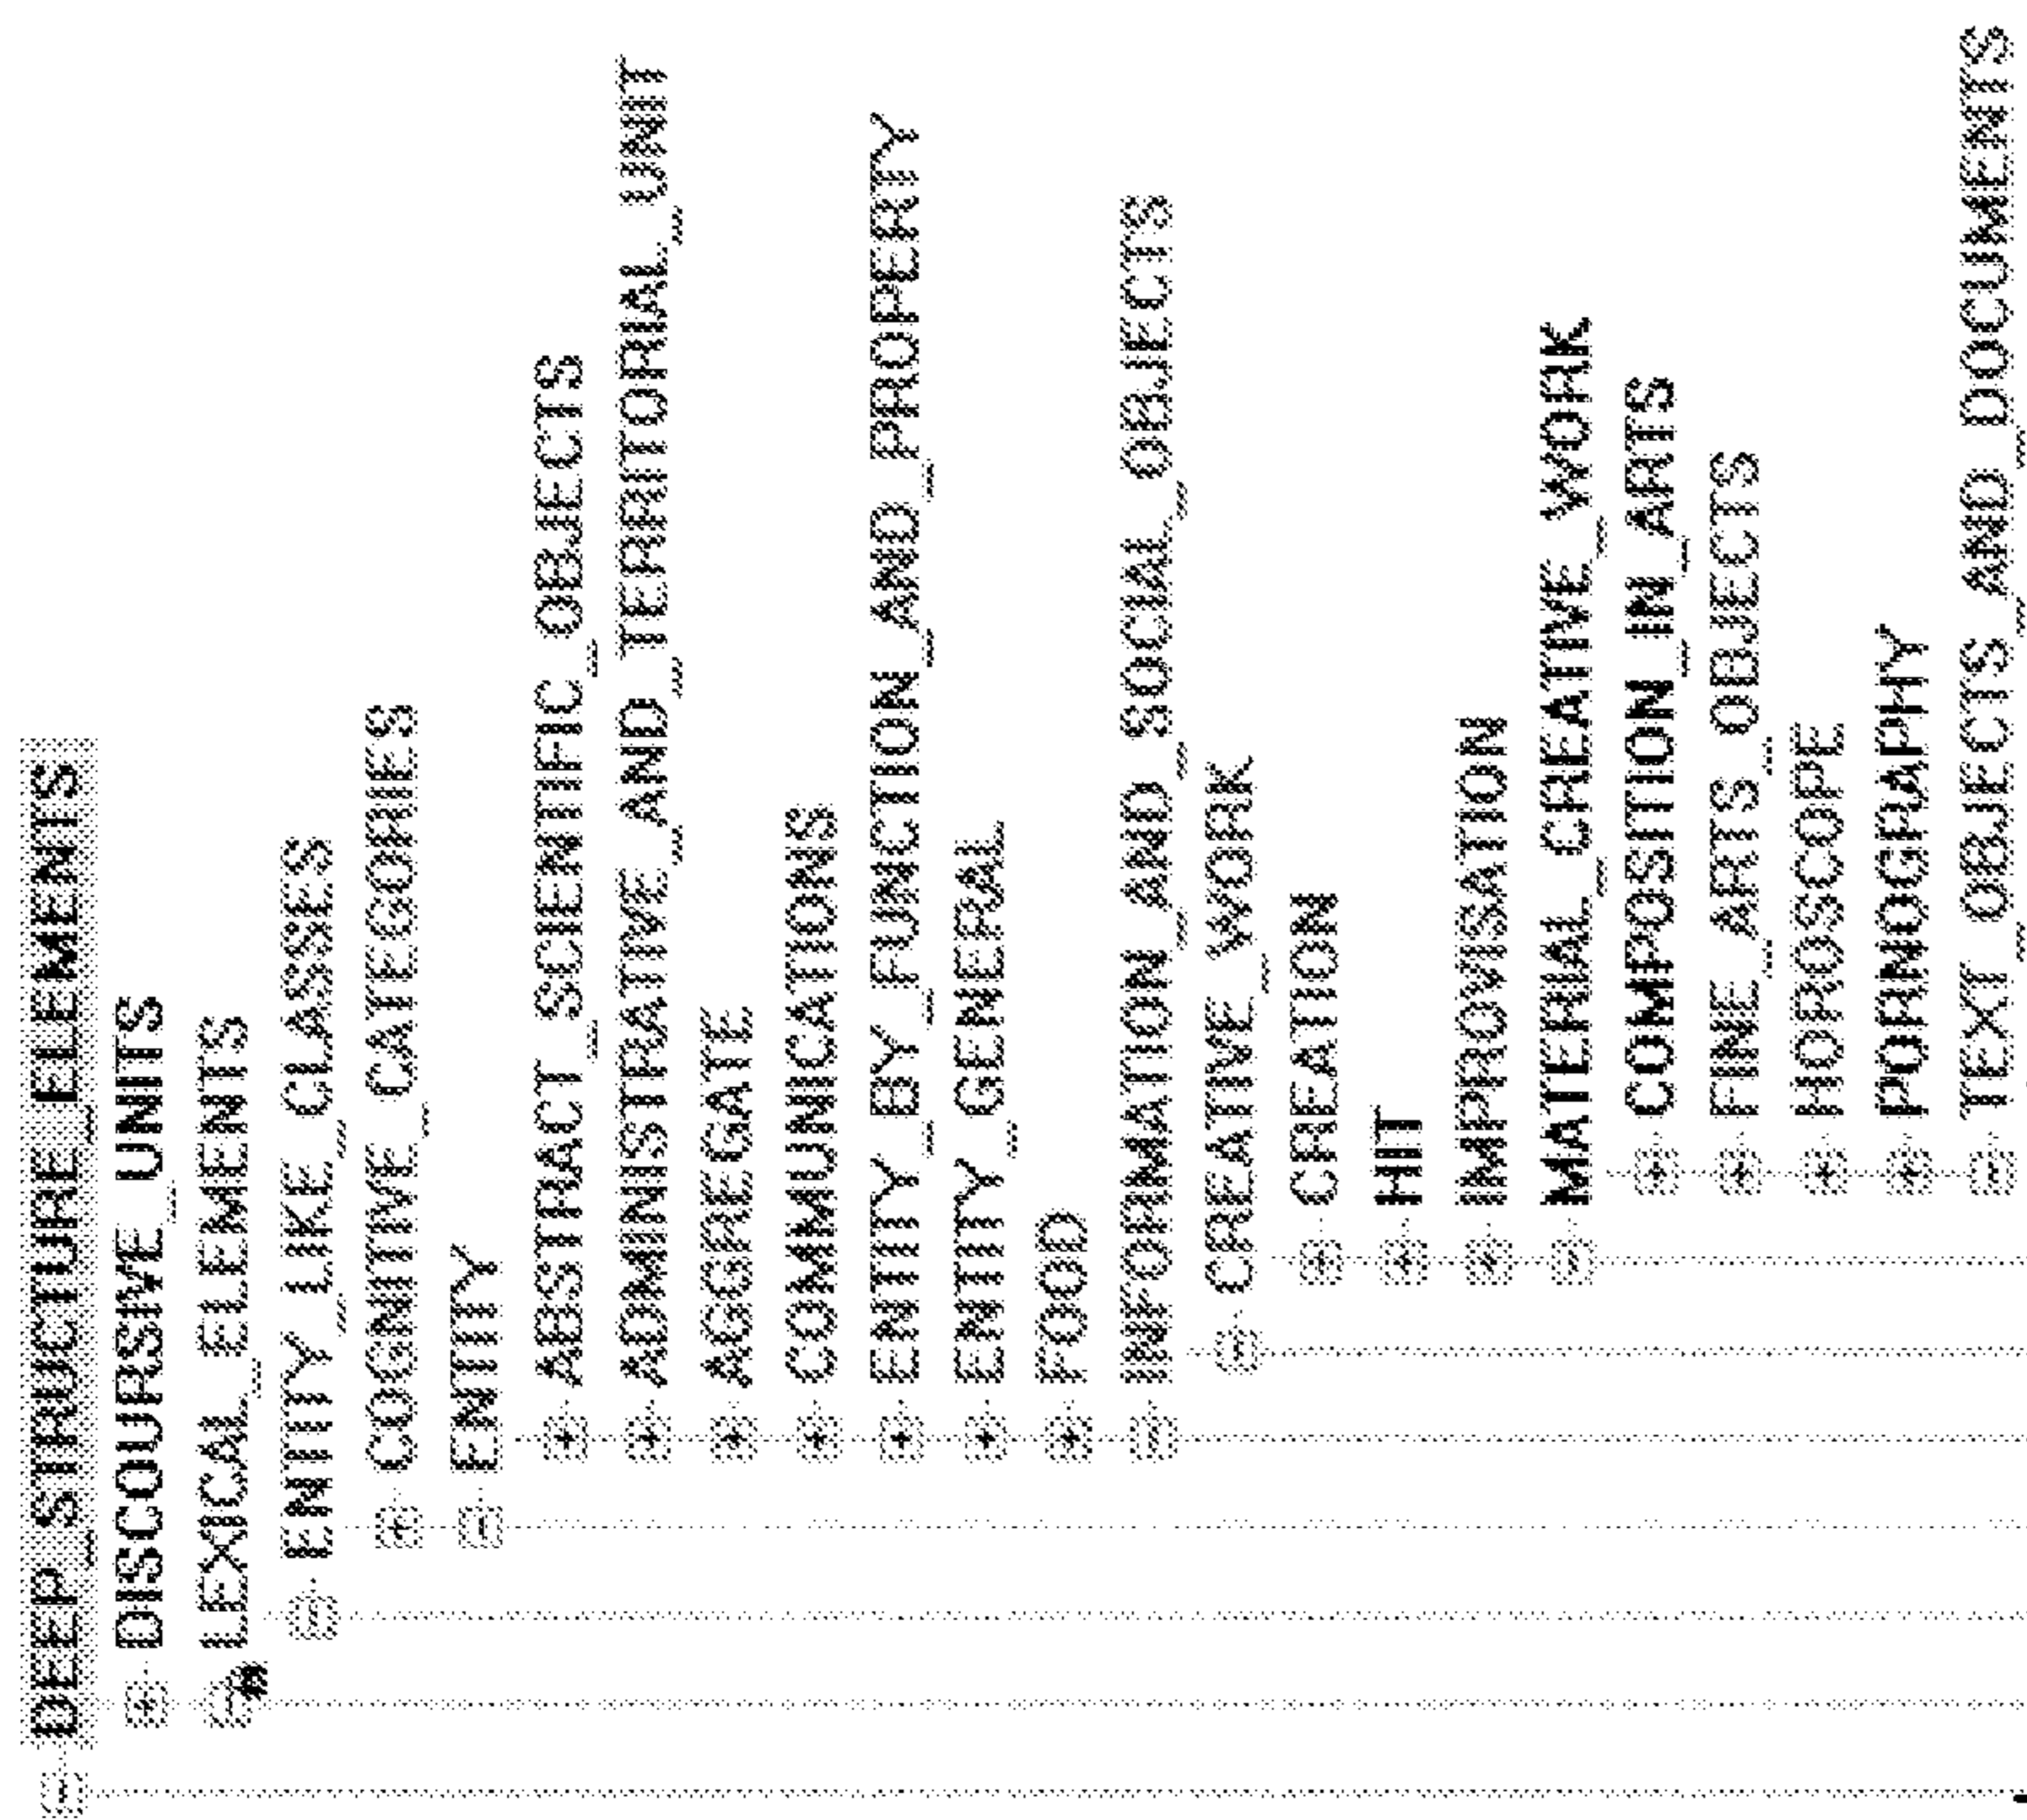 DEEP_STRUCTURE_ELEMENTS
DISCOURSIVE_UNITS
LEXICAL_ELEMENTS
ENTITY_LIKE_CLASSES
COGNITIVE_CATEGORIES
ENTITY
ABSTRACT_SCIENTIFIC_OBJECTS
ADMINISTRATIVE_AND_TERRITORIAL_UNIT
AGGREGATE
COMMUNICATIONS
ENTITY_BY_FUNCTION_AND_PROPERTY
ENTITY_GENERAL
FOOD
INFORMATION_AND_SOCIAL_OBJECTS
CREATIVE_WORK
CREATION
HIT
IMPROVISATION
MATERIAL_CREATIVE_WORK
COMPOSITION_IN_ARTS
FINE_ARTS_OBJECTS
HOROSCOPE
PORNOGRAPHY
TEXT_OBJECTS_AND_DOCUMENTS